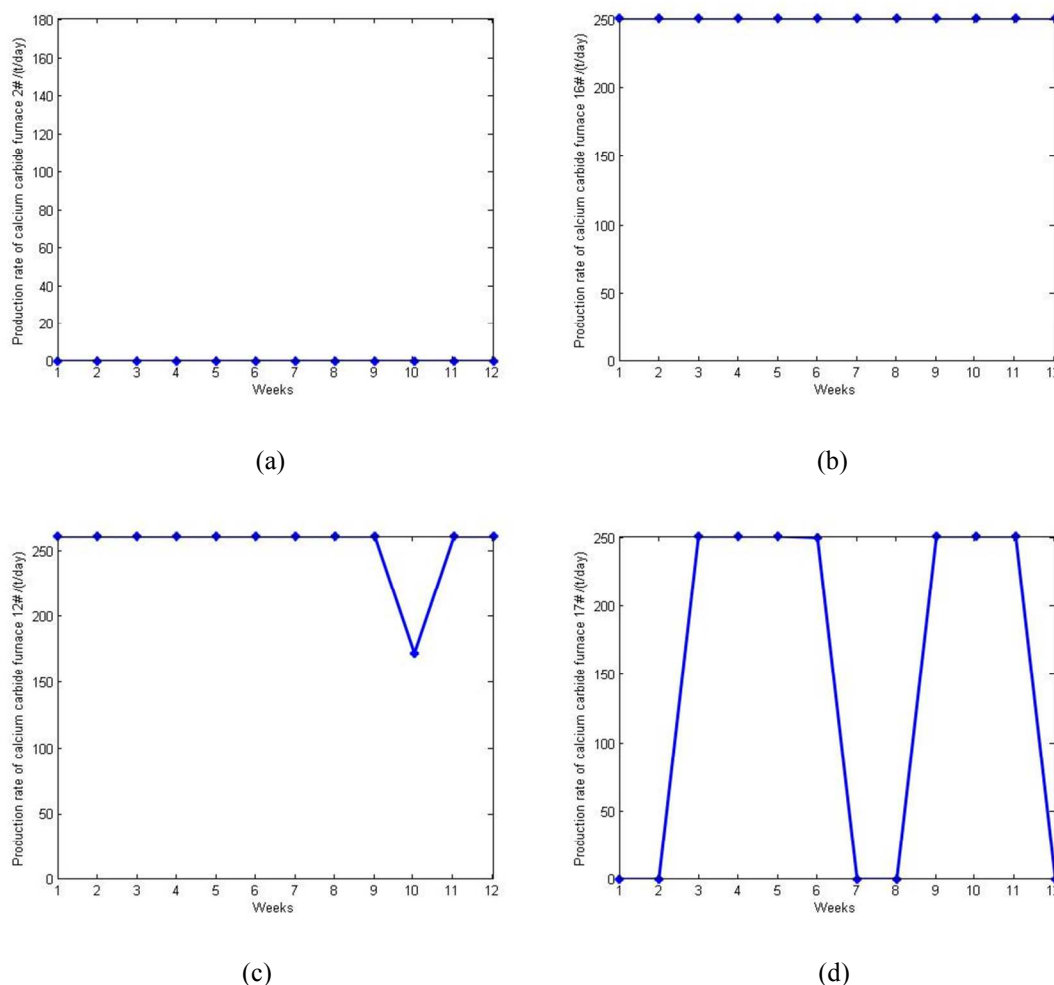 Production rate of calcium carbide furnace 2# /(t/day)
180
160
140
120
100
80
60
40
20
0
1 2 3 4 5 6 7 8 9 10 11 12
Weeks
(a)
Production rate of calcium carbide furnace 16# /(t/day)
250
200
150
100
50
0
1 2 3 4 5 6 7 8 9 10 11
Weeks
(b)
Production rate of calcium carbide furnace 12# /(t/day)
250
200
150
100
50
0
1 2 3 4 5 6 7 8 9 10 11 12
Weeks
(c)
Production rate of calcium carbide furnace 17# /(t/day)
250
200
150
100
50
0
1 2 3 4 5 6 7 8 9 10 11
Weeks
(d)